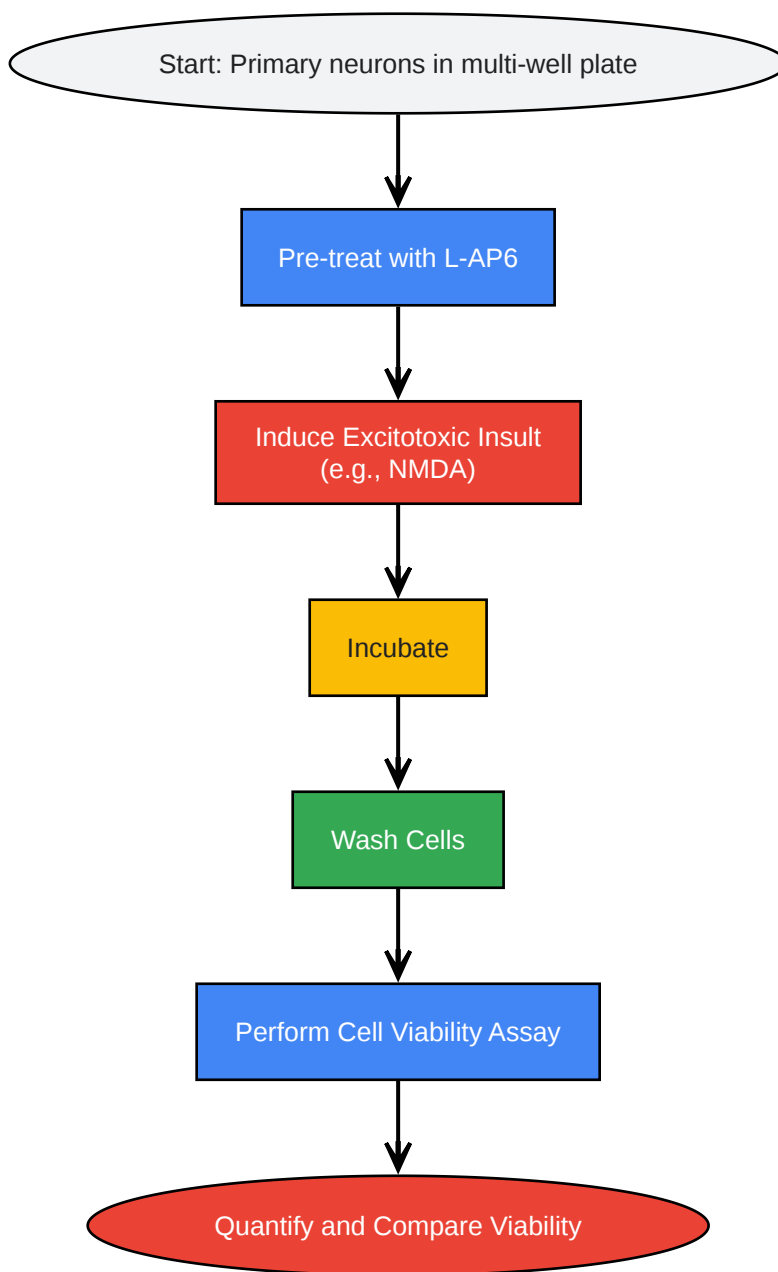 Start: Primary neurons in multi-well plate
Pre-treat with L-AP6
Induce Excitotoxic Insult
(e.g., NMDA)
Incubate
Wash Cells
Perform Cell Viability Assay
Quantify and Compare Viability